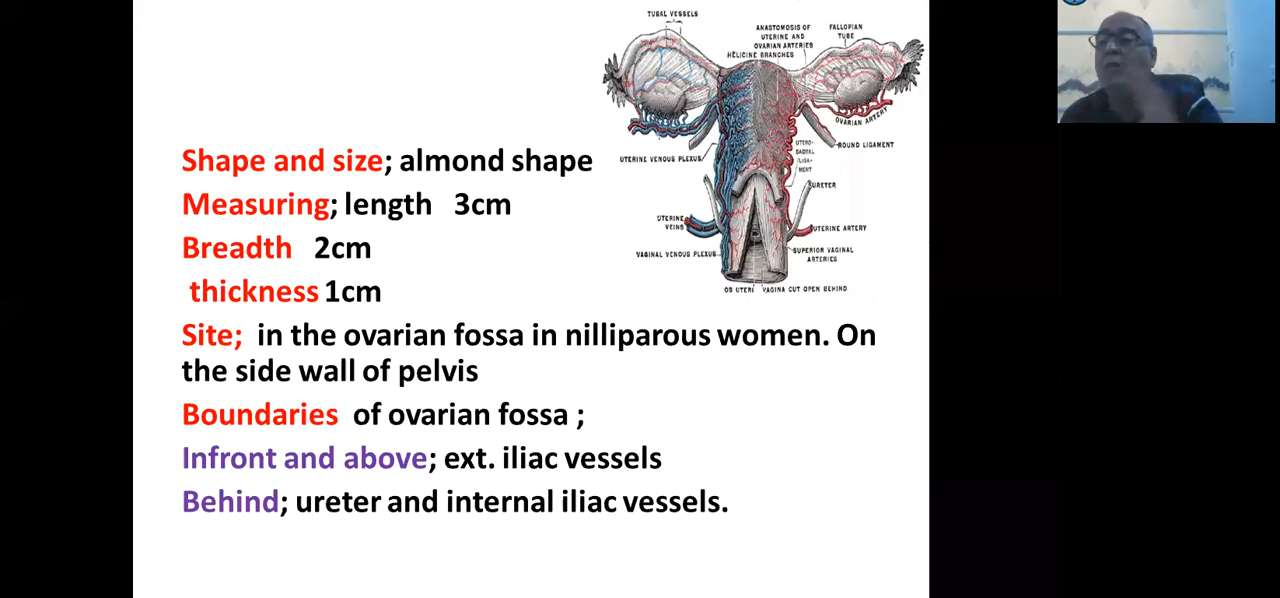 TUBAL VESSELS
ANASTOMOSIS OF
UTERINE AND
OVARIAN ARTERIES
FALLOPIAN
TUBE
HELICINE BRANCHES
OVARIAN ARTERY
ROUND LIGAMENT
UTERO-
SACRAL
LIGA-
MENT
UTERINE VENOUS PLEXUS
URETER
UTERINE
VEINS
UTERINE ARTERY
VAGINAL VENOUS PLEXUS
SUPERIOR VAGINAL
ARTERIES
OS UTERI
VAGINA CUT OPEN BEHIND
Shape and size; almond shape
Measuring; length 3cm
Breadth 2cm
thickness 1cm
Site; in the ovarian fossa in nilliparous women. On
the side wall of pelvis
Boundaries of ovarian fossa ;
Infront and above; ext. iliac vessels
Behind; ureter and internal iliac vessels.